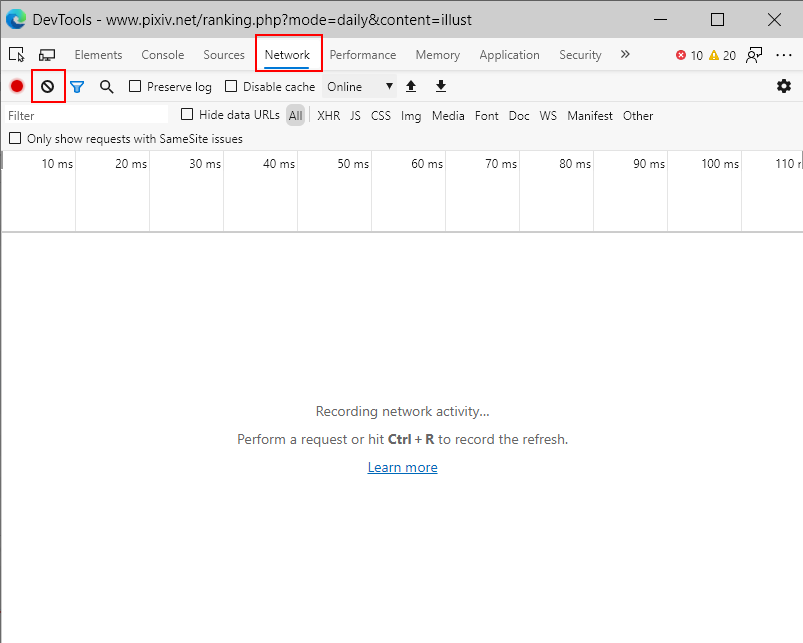 DevTools - www.pixiv.net/ranking.php?mode=daily&content=illust
Elements Console Sources Network Performance Memory Application Security » 10 20 ...
Preserve log Disable cache Online
Filter Hide data URLs All XHR JS CSS Img Media Font Doc WS Manifest Other
Only show requests with SameSite issues
10 ms 20 ms 30 ms 40 ms 50 ms 60 ms 70 ms 80 ms 90 ms 100 ms 110
Recording network activity...
Perform a request or hit Ctrl + R to record the refresh.
Learn more